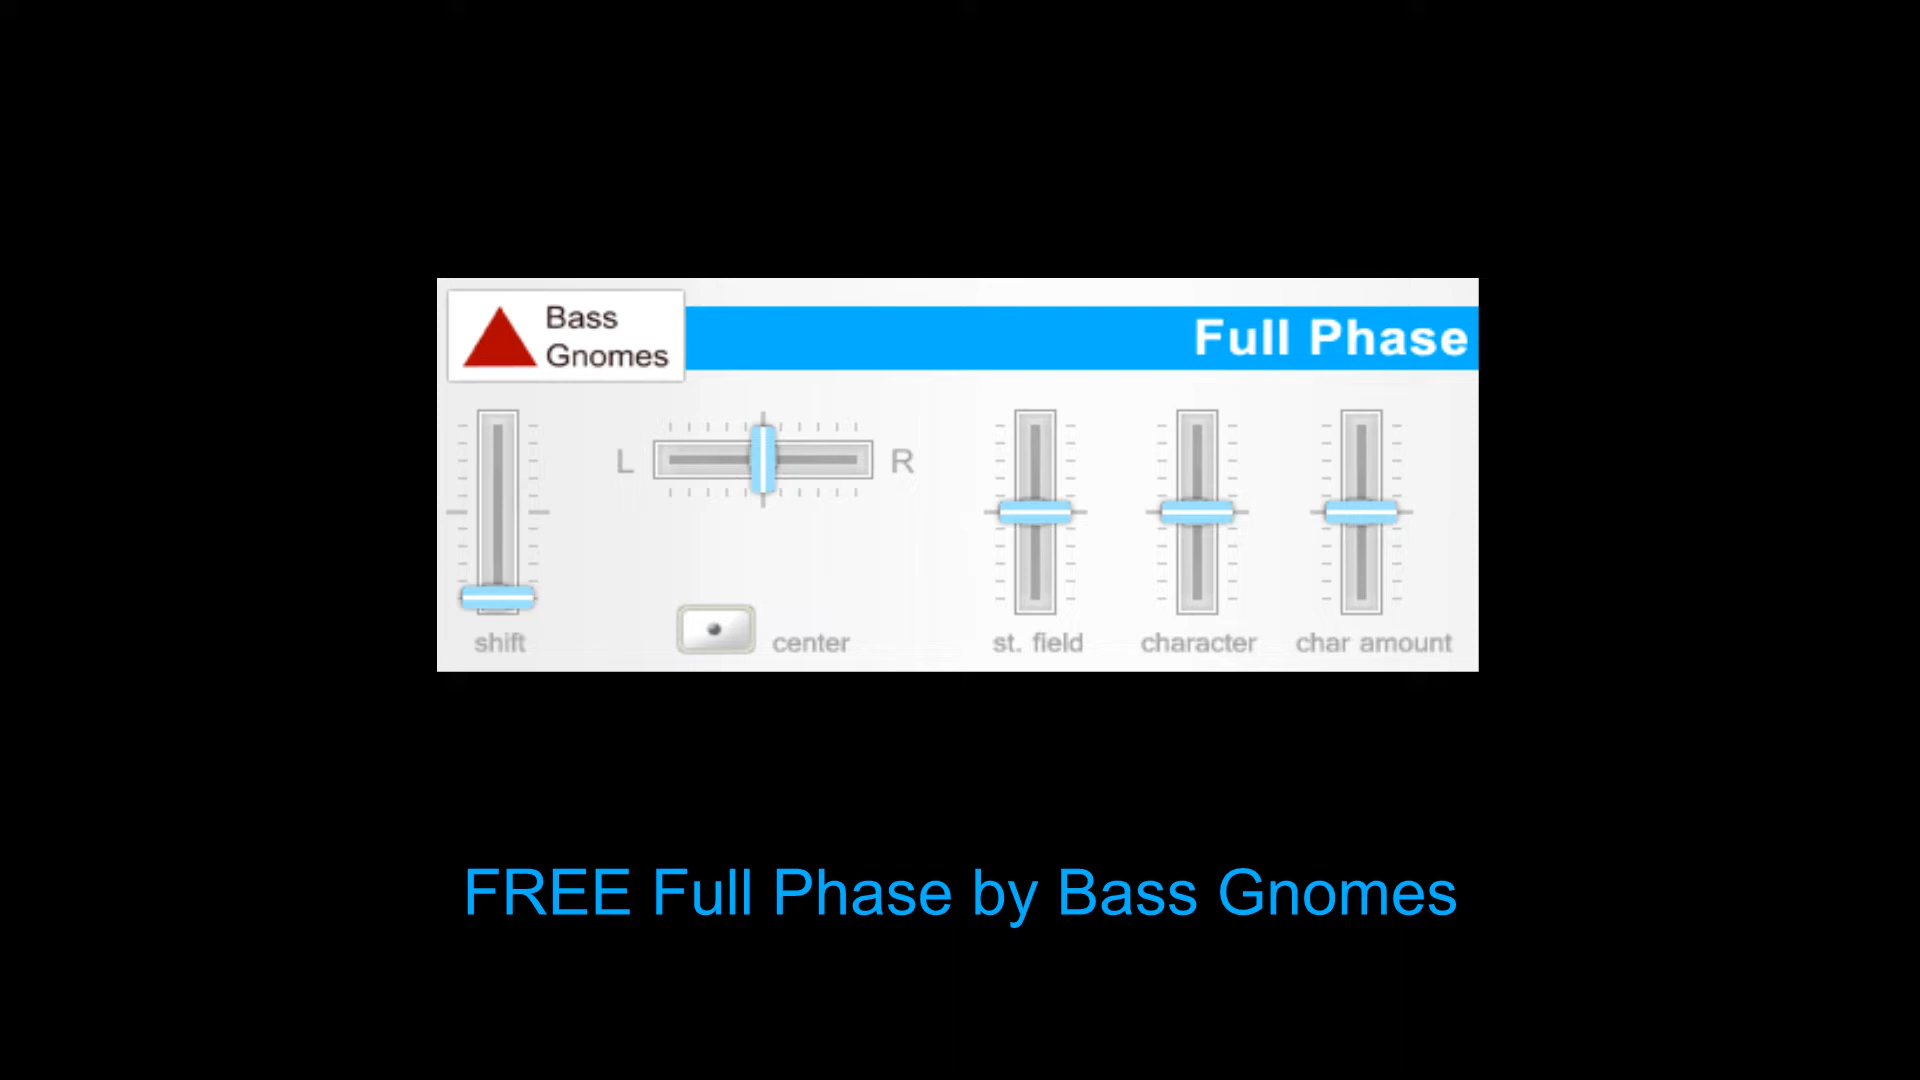 Bass
Gnomes
Full Phase
L
R
shift
center
st. field
character
char amount
FREE Full Phase by Bass Gnomes